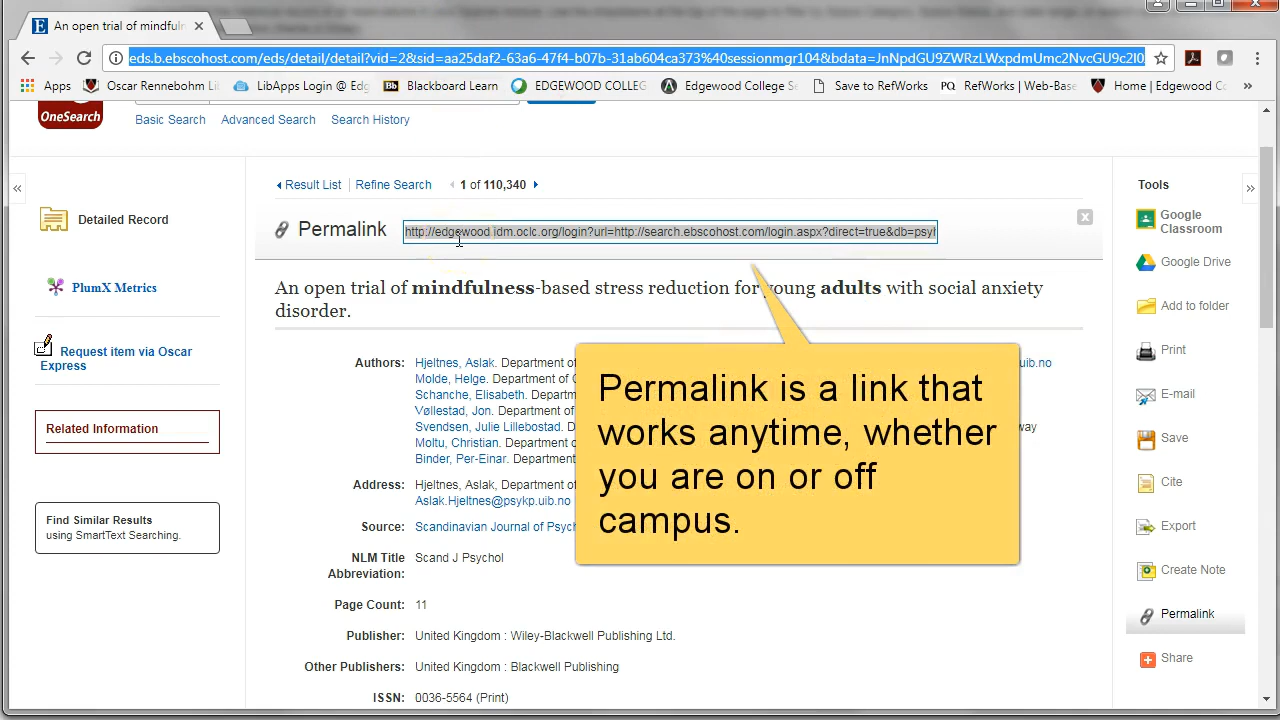 An open trial of mindfuln
eds.b.ebscohost.com/eds/detail/detail?vid=2&sid=aa25daf2-63a6-47f4-b07b-31ab604ca373%40sessionmgr104&bdata=JnNpdGU9ZWRzLWxpdmUmc2NvcGU9c2l0
Apps Oscar Rennebohm Li LibApps Login @ Edg Bb Blackboard Learn EDGEWOOD COLLEG Edgewood College S Save to RefWorks PQ RefWorks | Web-Base Home | Edgewood Co
OneSearch
Basic Search Advanced Search Search History
Result List Refine Search 1 of 110,340
Tools
Detailed Record
Permalink http://edgewood.idm.oclc.org/login?url=http://search.ebscohost.com/login.aspx?direct=true&db=psyh
Google
Classroom
Google Drive
PlumX Metrics
An open trial of mindfulness-based stress reduction for young adults with social anxiety
disorder.
Add to folder
Request item via Oscar
Express
Print
Authors: Hjeltnes, Aslak. Department of uib.no
Molde, Helge. Department of C
Schanche, Elisabeth. Departme
Vøllestad, Jon. Department of
Svendsen, Julie Lillebostad. De way
Moltu, Christian. Department of
Binder, Per-Einar. Department
Permalink is a link that
works anytime, whether
you are on or off
campus.
E-mail
Related Information
Save
Address: Hjeltnes, Aslak, Department of
Aslak.Hjeltnes@psykp.uib.no
Cite
Find Similar Results
using SmartText Searching.
Source: Scandinavian Journal of Psych
Export
NLM Title
Abbreviation:
Scand J Psychol
Create Note
Page Count: 11
Permalink
Publisher: United Kingdom : Wiley-Blackwell Publishing Ltd.
Share
Other Publishers: United Kingdom : Blackwell Publishing
ISSN: 0036-5564 (Print)